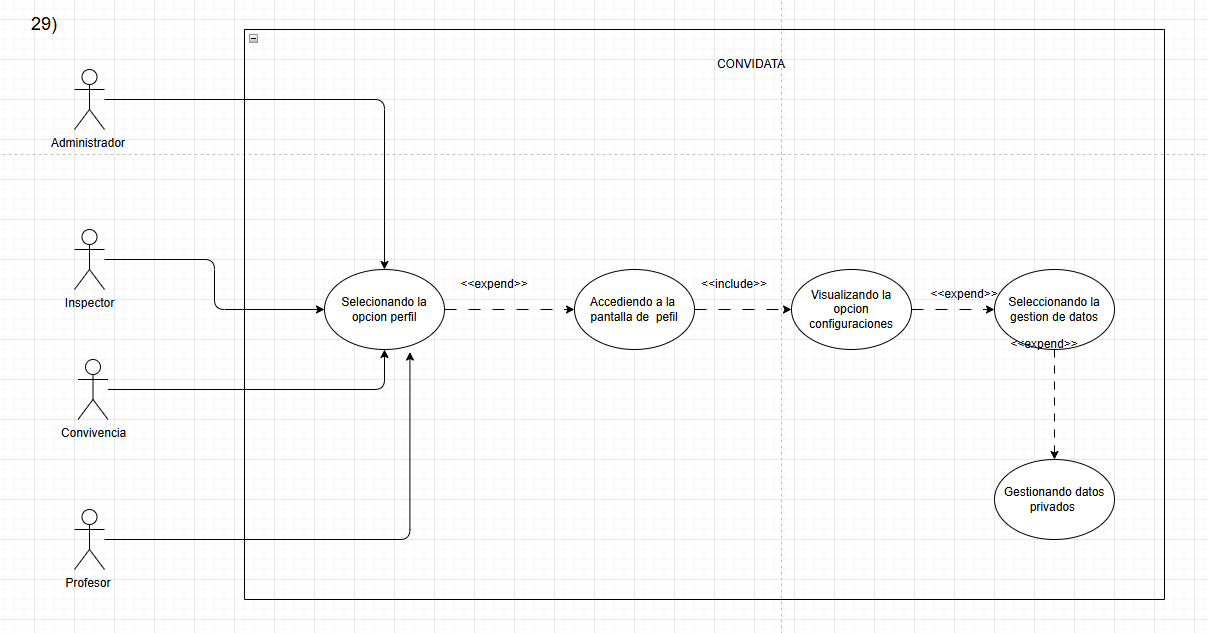 29)
CONVIDATA
Administrador
Inspector
Convivencia
Profesor
Selecionando la
opcion perfil
<<expend>>
Accediendo a la
pantalla de pefil
<<include>>
Visualizando la
opcion
configuraciones
<<expend>>
Seleccionando la
gestion de datos
<<expend>>
Gestionando datos
privados